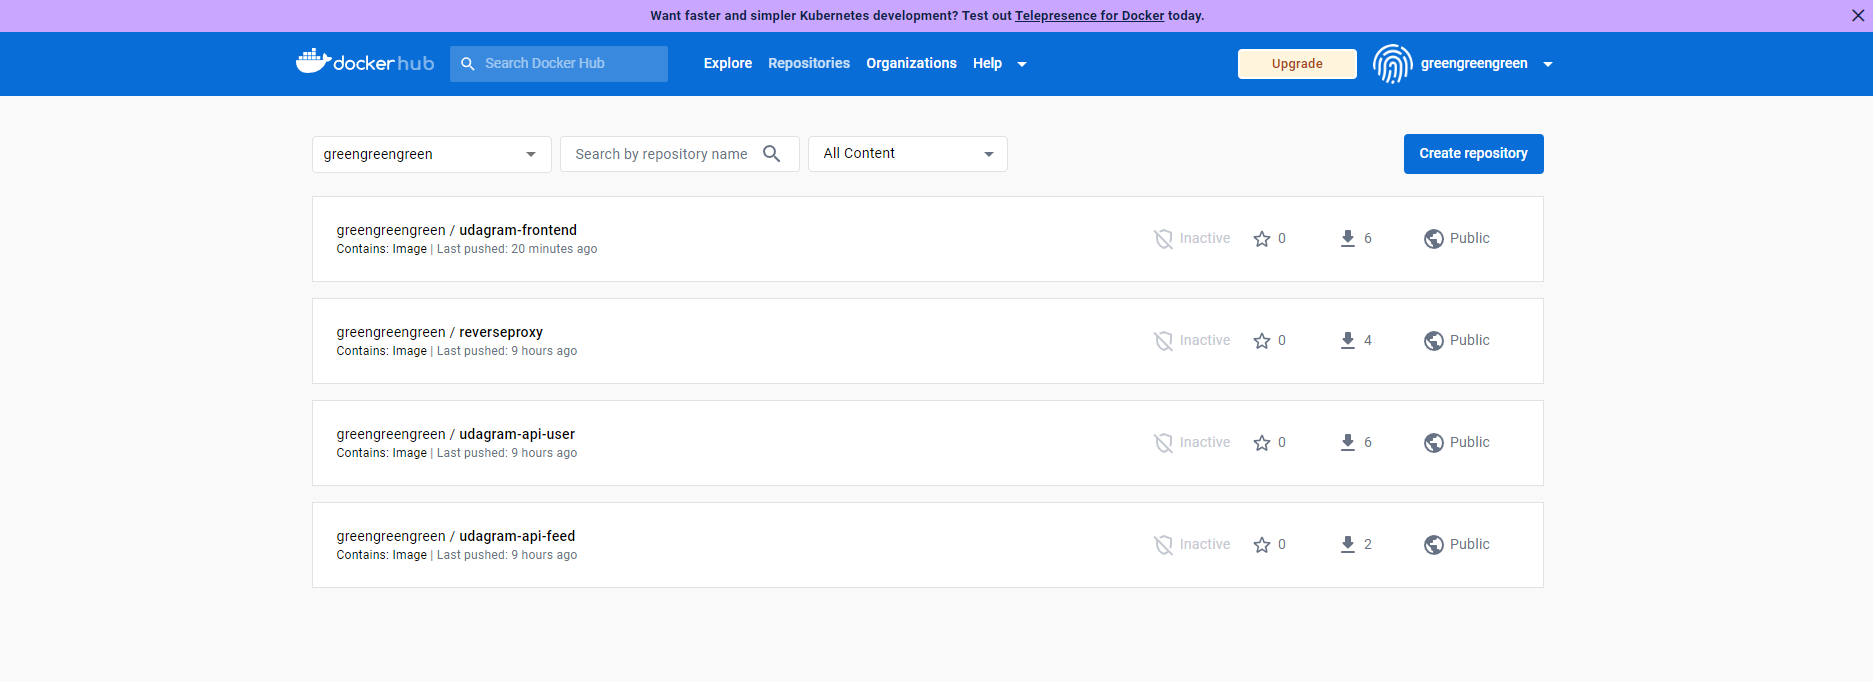 Want faster and simpler Kubernetes development? Test out Telepresence for Docker today.
dockerhub Search Docker Hub Explore Repositories Organizations Help Upgrade greengreengreen
greengreengreen Search by repository name All Content Create repository
greengreengreen / udagram-frontend
Contains: Image | Last pushed: 20 minutes ago
Inactive 0 6 Public
greengreengreen / reverseproxy
Contains: Image | Last pushed: 9 hours ago
Inactive 0 4 Public
greengreengreen / udagram-api-user
Contains: Image | Last pushed: 9 hours ago
Inactive 0 6 Public
greengreengreen / udagram-api-feed
Contains: Image | Last pushed: 9 hours ago
Inactive 0 2 Public